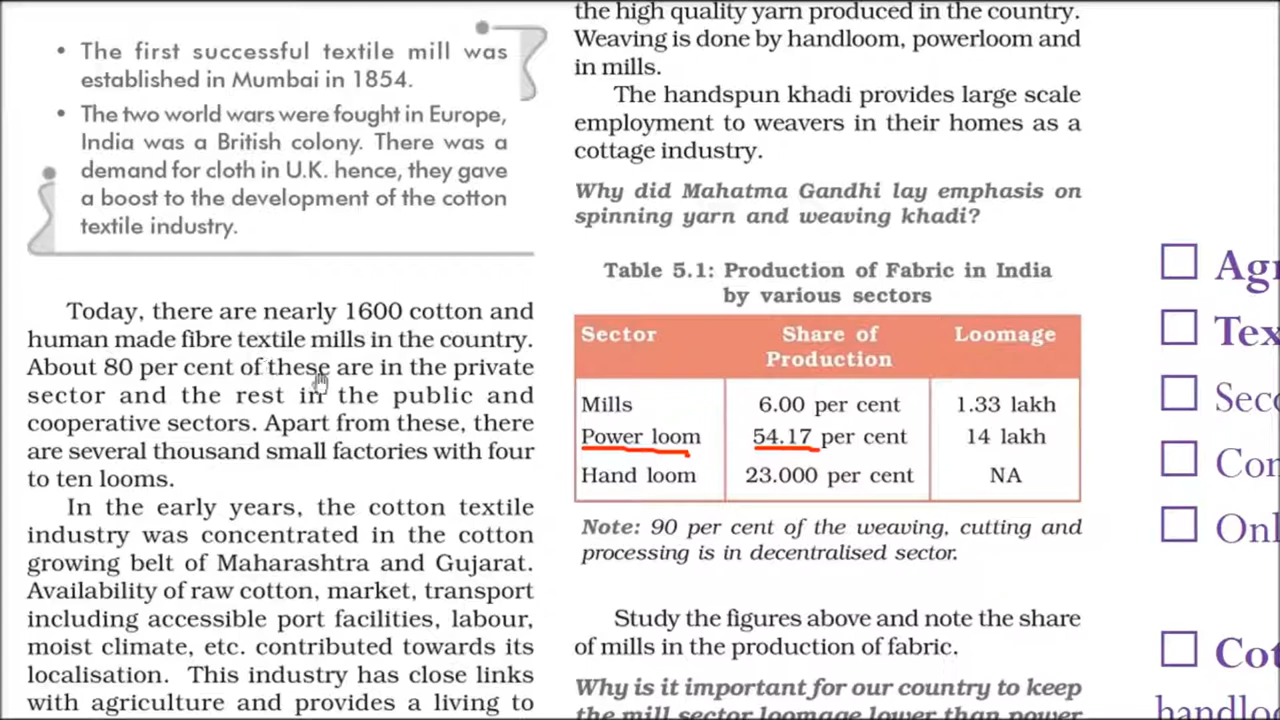 • The first successful textile mill was
established in Mumbai in 1854.
• The two world wars were fought in Europe,
India was a British colony. There was a
demand for cloth in U.K. hence, they gave
a boost to the development of the cotton
textile industry.
Today, there are nearly 1600 cotton and
human made fibre textile mills in the country.
About 80 per cent of these are in the private
sector and the rest in the public and
cooperative sectors. Apart from these, there
are several thousand small factories with four
to ten looms.
In the early years, the cotton textile
industry was concentrated in the cotton
growing belt of Maharashtra and Gujarat.
Availability of raw cotton, market, transport
including accessible port facilities, labour,
moist climate, etc. contributed towards its
localisation. This industry has close links
with agriculture and provides a living to
the high quality yarn produced in the country.
Weaving is done by handloom, powerloom and
in mills.
The handspun khadi provides large scale
employment to weavers in their homes as a
cottage industry.
Why did Mahatma Gandhi lay emphasis on
spinning yarn and weaving khadi?
Table 5.1: Production of Fabric in India
by various sectors
Sector Share of Production Loomage
Mills 6.00 per cent 1.33 lakh
Power loom 54.17 per cent 14 lakh
Hand loom 23.000 per cent NA
Note: 90 per cent of the weaving, cutting and
processing is in decentralised sector.
Study the figures above and note the share
of mills in the production of fabric.
Why is it important for our country to keep
the mill sector loomage lower than power